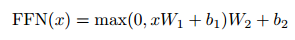 FFN(x) = max(0, xW₁ + b₁)W₂ + b₂